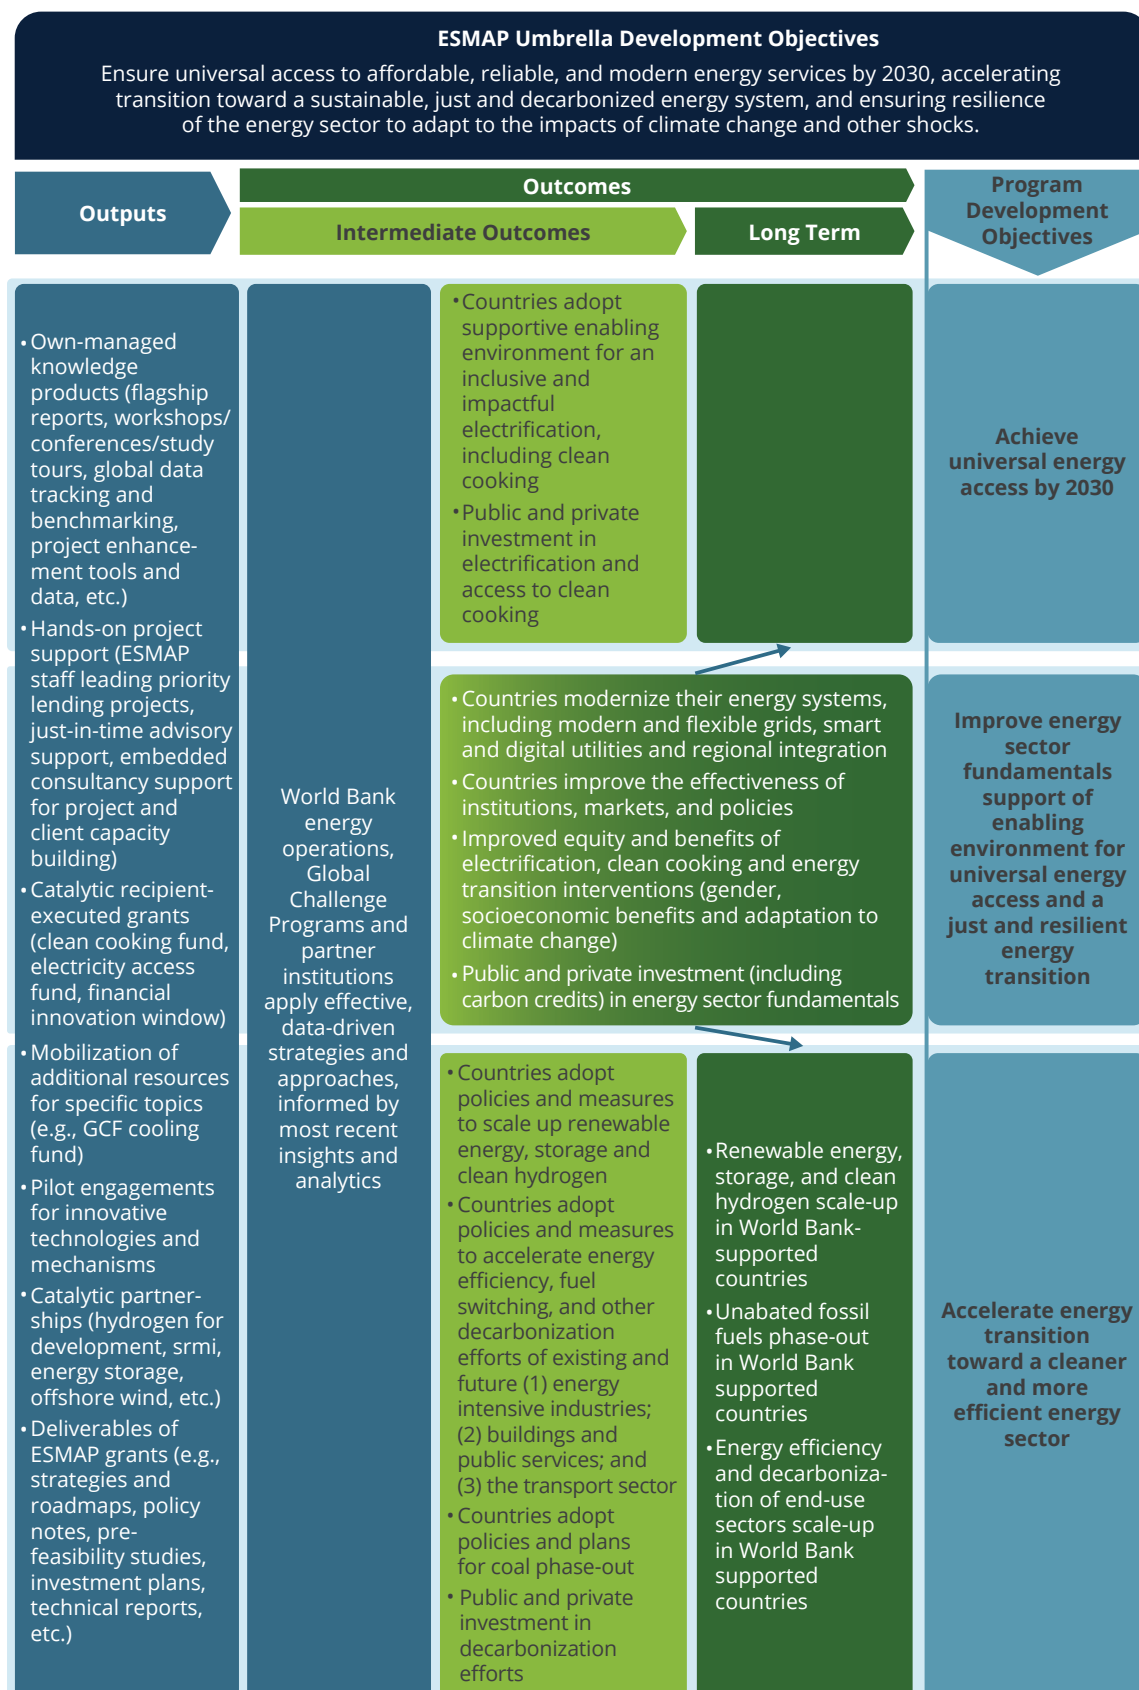 ESMAP Umbrella Development Objectives
Ensure universal access to affordable, reliable, and modern energy services by 2030, accelerating
transition toward a sustainable, just and decarbonized energy system, and ensuring resilience
of the energy sector to adapt to the impacts of climate change and other shocks.
Outputs
Outcomes
Intermediate Outcomes
Long Term
Program
Development
Objectives
• Own-managed
knowledge
products (flagship
reports, workshops/
conferences/study
tours, global data
tracking and
benchmarking,
project enhance-
ment tools and
data, etc.)
• Hands-on project
support (ESMAP
staff leading priority
lending projects,
just-in-time advisory
support, embedded
consultancy support
for project and
client capacity
building)
• Catalytic recipient-
executed grants
(clean cooking fund,
electricity access
fund, financial
innovation window)
• Mobilization of
additional resources
for specific topics
(e.g., GCF cooling
fund)
• Pilot engagements
for innovative
technologies and
mechanisms
• Catalytic partner-
ships (hydrogen for
development, srmi,
energy storage,
offshore wind, etc.)
• Deliverables of
ESMAP grants (e.g.,
strategies and
roadmaps, policy
notes, pre-
feasibility studies,
investment plans,
technical reports,
etc.)
World Bank
energy
operations,
Global
Challenge
Programs and
partner
institutions
apply effective,
data-driven
strategies and
approaches,
informed by
most recent
insights and
analytics
• Countries adopt
supportive enabling
environment for an
inclusive and
impactful
electrification,
including clean
cooking
• Public and private
investment in
electrification and
access to clean
cooking
Achieve
universal energy
access by 2030
• Countries modernize their energy systems,
including modern and flexible grids, smart
and digital utilities and regional integration
• Countries improve the effectiveness of
institutions, markets, and policies
• Improved equity and benefits of
electrification, clean cooking and energy
transition interventions (gender,
socioeconomic benefits and adaptation to
climate change)
• Public and private investment (including
carbon credits) in energy sector fundamentals
Improve energy
sector
fundamentals
support of
enabling
environment for
universal energy
access and a
just and resilient
energy
transition
• Countries adopt
policies and measures
to scale up renewable
energy, storage and
clean hydrogen
• Countries adopt
policies and measures
to accelerate energy
efficiency, fuel
switching, and other
decarbonization
efforts of existing and
future (1) energy
intensive industries;
(2) buildings and
public services; and
(3) the transport sector
• Countries adopt
policies and plans
for coal phase-out
• Public and private
investment in
decarbonization
efforts
• Renewable energy,
storage, and clean
hydrogen scale-up
in World Bank-
supported
countries
• Unabated fossil
fuels phase-out
in World Bank
supported
countries
• Energy efficiency
and decarboniza-
tion of end-use
sectors scale-up
in World Bank
supported
countries
Accelerate energy
transition
toward a cleaner
and more
efficient energy
sector